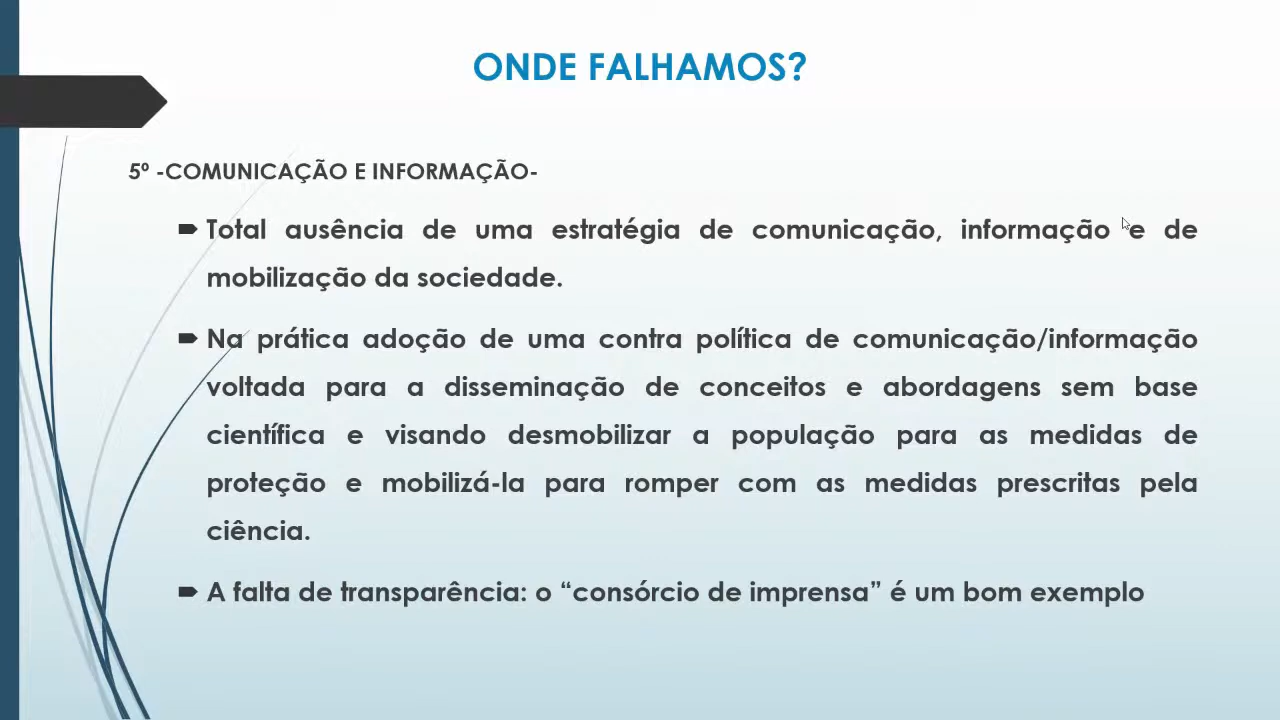 ONDE FALHAMOS?
5º -COMUNICAÇÃO E INFORMAÇÃO-
Total ausência de uma estratégia de comunicação, informação e de
mobilização da sociedade.
Na prática adoção de uma contra política de comunicação/informação
voltada para a disseminação de conceitos e abordagens sem base
científica e visando desmobilizar a população para as medidas de
proteção e mobilizá-la para romper com as medidas prescritas pela
ciência.
A falta de transparência: o “consórcio de imprensa” é um bom exemplo